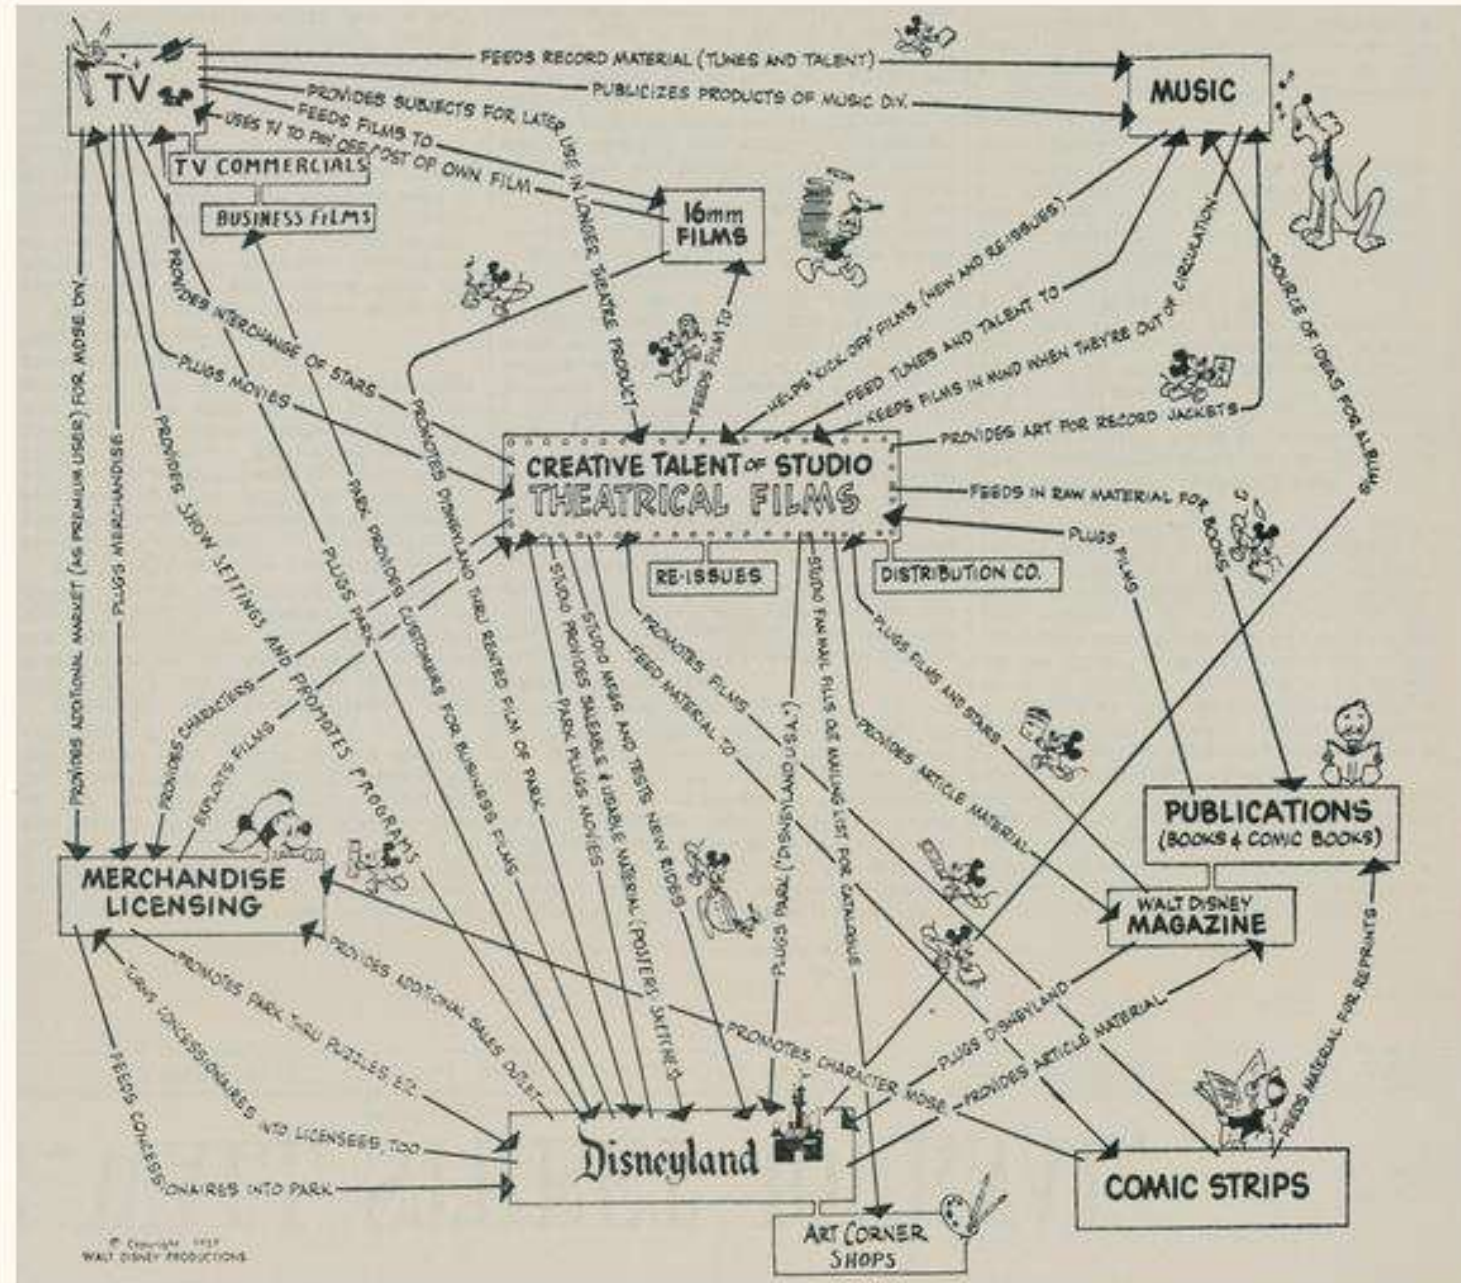 TV
TV COMMERCIALS
BUSINESS FILMS
FEEDS RECORD MATERIAL (TUNES AND TALENT)
PUBLICIZES PRODUCTS OF MUSIC DIV.
PROVIDES SUBJECTS FOR LATER USE IN LONGER THEATRE PRODUCT
FEEDS FILMS TO
USES TV TO PAY OFF COST OF OWN FILM
MUSIC
16mm
FILMS
PROVIDES INTERCHANGE OF STARS
PLUGS MOVIES
FEEDS FILM TO
HELPS "KICK OFF" FILMS (NEW AND RE-ISSUES)
FEED TUNES AND TALENT TO
KEEPS FILMS IN MIND WHEN THEY'RE OUT OF CIRCULATION
PROVIDES ART FOR RECORD JACKETS
SOURCE OF IDEAS FOR ALBUMS
PROVIDES ADDITIONAL MARKET (AS PREMIUM USER) FOR MDSE DIV.
PLUGS MERCHANDISE
PROVIDES SHOW SETTINGS AND PROMOTES PROGRAMS
PLUGS PARK
PARK PROVIDES CUSTOMERS FOR BUSINESS FILMS
PROMOTES DISNEYLAND THRU RENTED FILM OF PARK
CREATIVE TALENT OF STUDIO
THEATRICAL FILMS
RE-ISSUES
DISTRIBUTION CO.
FEEDS IN RAW MATERIAL FOR BOOKS
PLUGS FILMS
PROVIDES CHARACTERS
EXPLOITS FILMS
PARK PLUGS MOVIES
STUDIO PROVIDES SALEABLE & USABLE MATERIAL (POSTERS SKETCHES)
STUDIO MFGS AND TESTS NEW RIDES
FEED MATERIAL TO
PROMOTES FILMS
PLUGS PARK ("DISNEYLAND U.S.A.")
STUDIO FAN MAIL FILLS OUT MAILING LIST FOR CATALOGUE
PROVIDES ARTICLE MATERIAL
PLUGS FILMS AND STARS
PUBLICATIONS
(BOOKS & COMIC BOOKS)
WALT DISNEY
MAGAZINE
MERCHANDISE
LICENSING
PROVIDES ADDITIONAL SALES OUTLET
PROMOTES PARK THRU PUZZLES, ETC.
TURNS CONCESSIONAIRES INTO LICENSEES, TOO
FEEDS CONCESSIONAIRES INTO PARK
PROMOTES CHARACTER MDSE
PLUGS DISNEYLAND
PROVIDES ARTICLE MATERIAL
FEEDS MATERIAL FOR REPRINTS
Disneyland
ART CORNER
SHOPS
COMIC STRIPS
© Copyright 1957
WALT DISNEY PRODUCTIONS